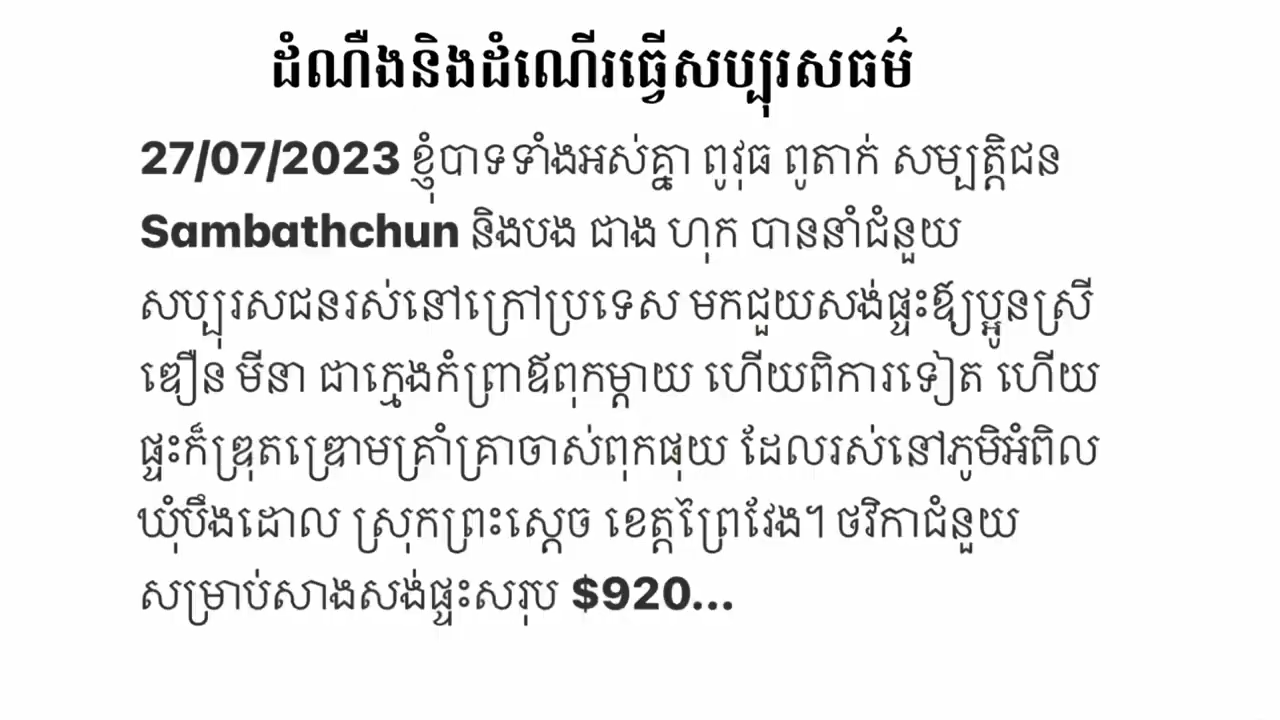 ដំណឹងនិងដំណើរធ្វើសប្បុរសធម៌
27/07/2023 ខ្ញុំបាទទាំងអស់គ្នា ពូវុធ ពូតាក់ សម្បត្តិជន
Sambathchun និងបង ជាង ហុក បាននាំជំនួយ
សប្បុរសជនរស់នៅក្រៅប្រទេស មកជួយសង់ផ្ទះឱ្យប្អូនស្រី
ឌឿន មីនា ជាក្មេងកំព្រាឪពុកម្តាយ ហើយពិការទៀត ហើយ
ផ្ទះក៏ឌ្រុតឌ្រោមគ្រាំគ្រាចាស់ពុកផុយ ដែលរស់នៅភូមិអំពិល
ឃុំបឹងដោល ស្រុកព្រះស្តេច ខេត្តព្រៃវែង។ ថវិកាជំនួយ
សម្រាប់សាងសង់ផ្ទះសរុប $920...